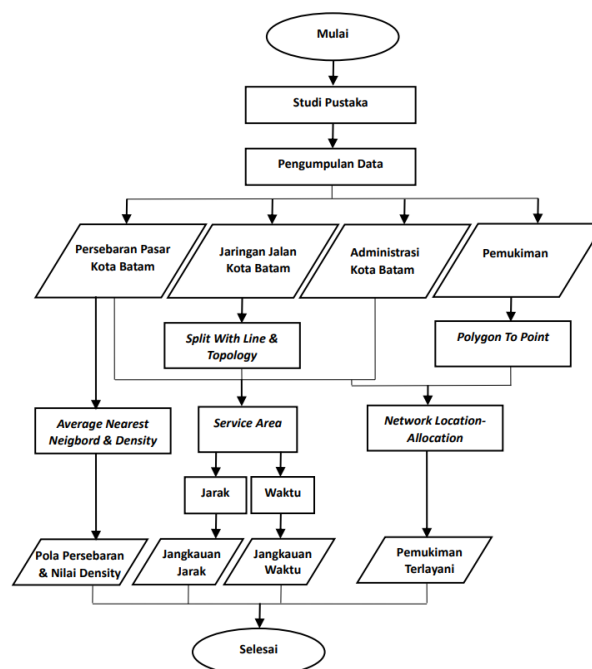 Mulai
Studi Pustaka
Pengumpulan Data
Persebaran Pasar
Kota Batam
Jaringan Jalan
Kota Batam
Administrasi
Kota Batam
Pemukiman
Split With Line &
Topology
Polygon To Point
Average Nearest
Neigbord & Density
Service Area
Network Location-
Allocation
Jarak
Waktu
Pola Persebaran
& Nilai Density
Jangkauan
Jarak
Jangkauan
Waktu
Pemukiman
Terlayani
Selesai